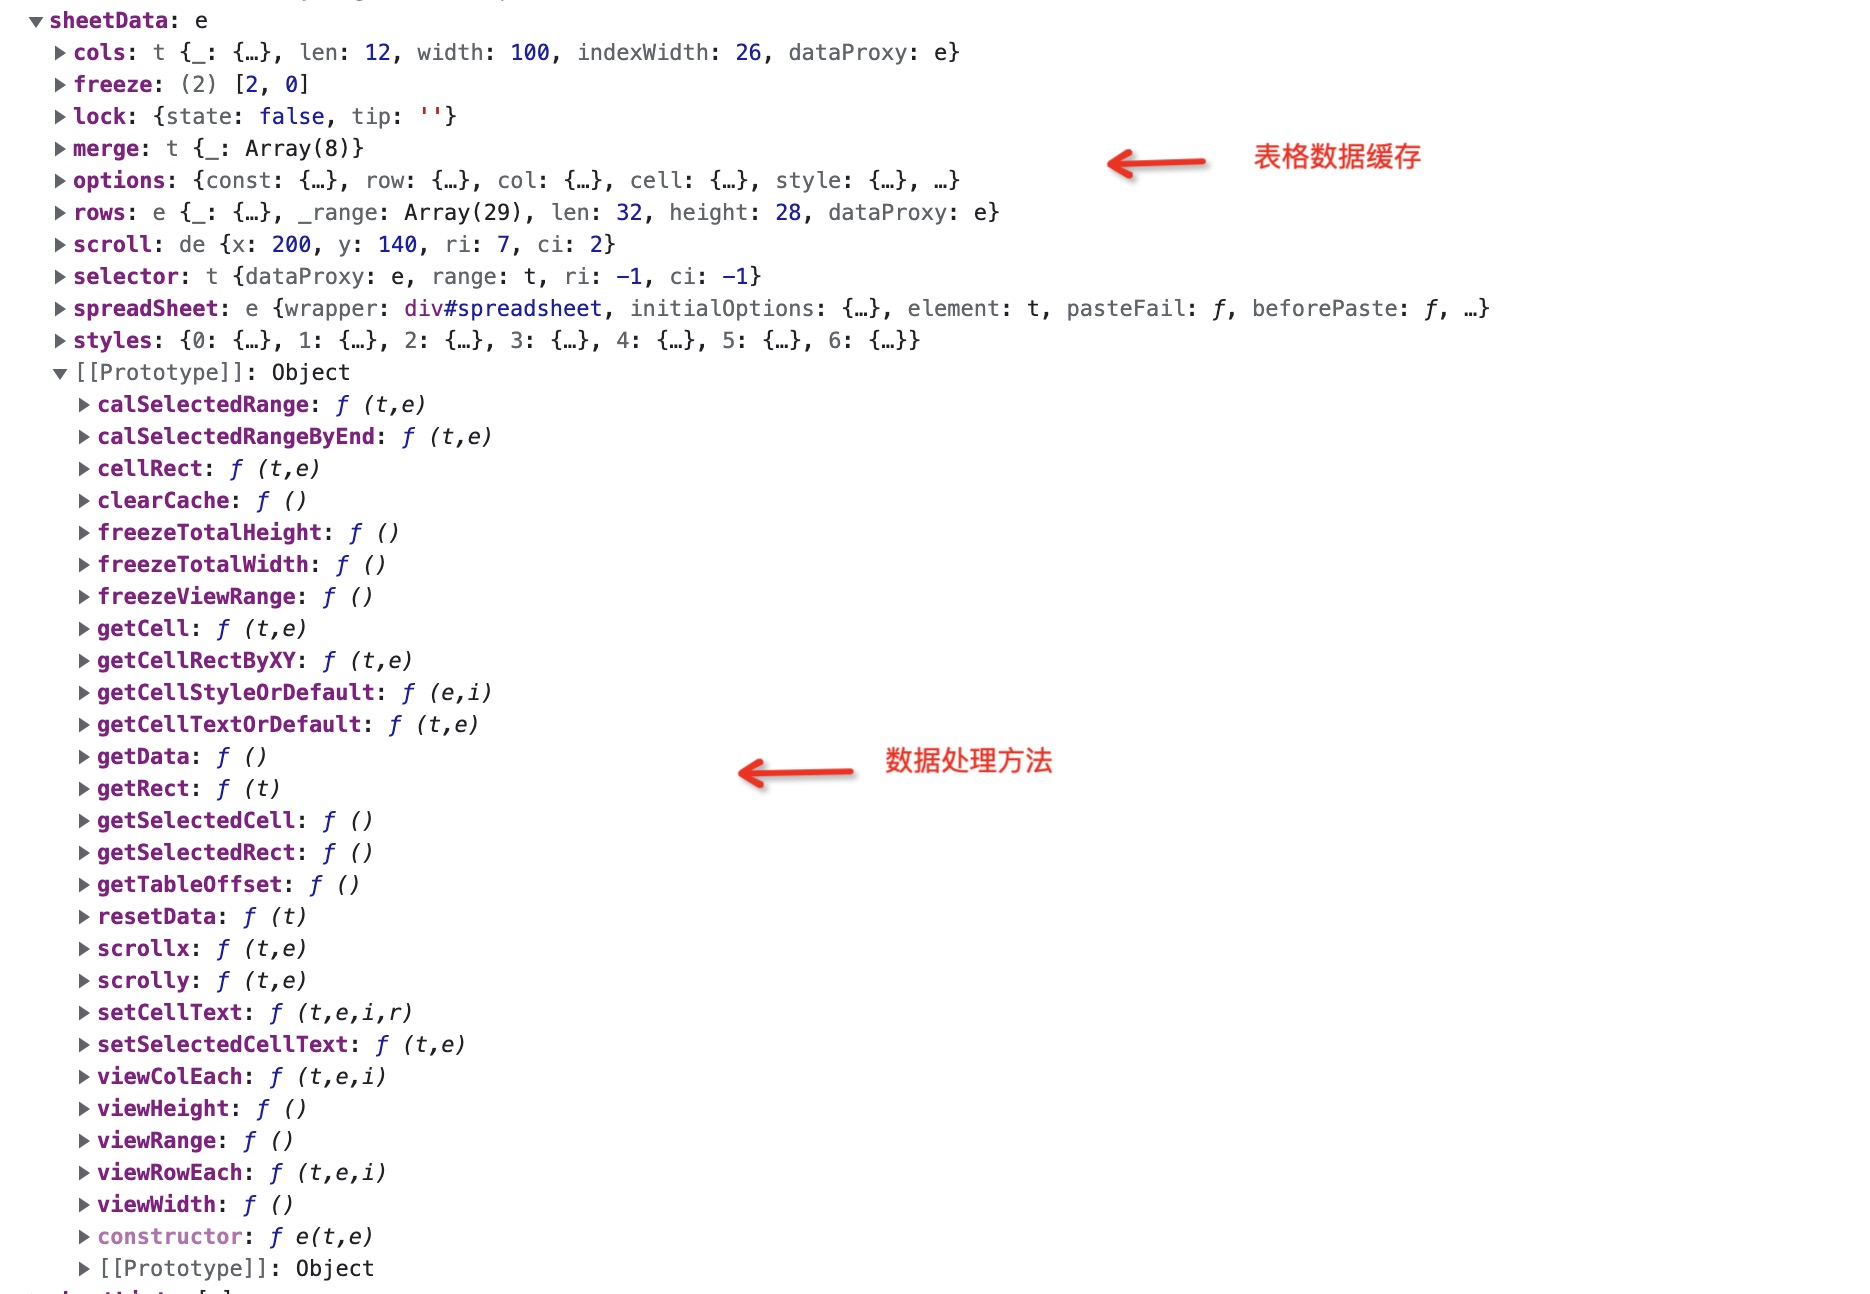 ▼ sheetData: e
▶ cols: t {_: {…}, len: 12, width: 100, indexWidth: 26, dataProxy: e}
▶ freeze: (2) [2, 0]
▶ lock: {state: false, tip: ''}
▶ merge: t {_: Array(8)}
表格数据缓存
▶ options: {const: {…}, row: {…}, col: {…}, cell: {…}, style: {…}, …}
▶ rows: e {_: {…}, _range: Array(29), len: 32, height: 28, dataProxy: e}
▶ scroll: de {x: 200, y: 140, ri: 7, ci: 2}
▶ selector: t {dataProxy: e, range: t, ri: −1, ci: −1}
▶ spreadSheet: e {wrapper: div#spreadsheet, initialOptions: {…}, element: t, pasteFail: ƒ, beforePaste: ƒ, …}
▶ styles: {0: {…}, 1: {…}, 2: {…}, 3: {…}, 4: {…}, 5: {…}, 6: {…}}
▼ [[Prototype]]: Object
▶ calSelectedRange: ƒ (t,e)
▶ calSelectedRangeByEnd: ƒ (t,e)
▶ cellRect: ƒ (t,e)
▶ clearCache: ƒ ()
▶ freezeTotalHeight: ƒ ()
▶ freezeTotalWidth: ƒ ()
▶ freezeViewRange: ƒ ()
▶ getCell: ƒ (t,e)
▶ getCellRectByXY: ƒ (t,e)
▶ getCellStyleOrDefault: ƒ (e,i)
▶ getCellTextOrDefault: ƒ (t,e)
▶ getData: ƒ ()
数据处理方法
▶ getRect: ƒ (t)
▶ getSelectedCell: ƒ ()
▶ getSelectedRect: ƒ ()
▶ getTableOffset: ƒ ()
▶ resetData: ƒ (t)
▶ scrollx: ƒ (t,e)
▶ scrolly: ƒ (t,e)
▶ setCellText: ƒ (t,e,i,r)
▶ setSelectedCellText: ƒ (t,e)
▶ viewColEach: ƒ (t,e,i)
▶ viewHeight: ƒ ()
▶ viewRange: ƒ ()
▶ viewRowEach: ƒ (t,e,i)
▶ viewWidth: ƒ ()
▶ constructor: ƒ e(t,e)
▶ [[Prototype]]: Object